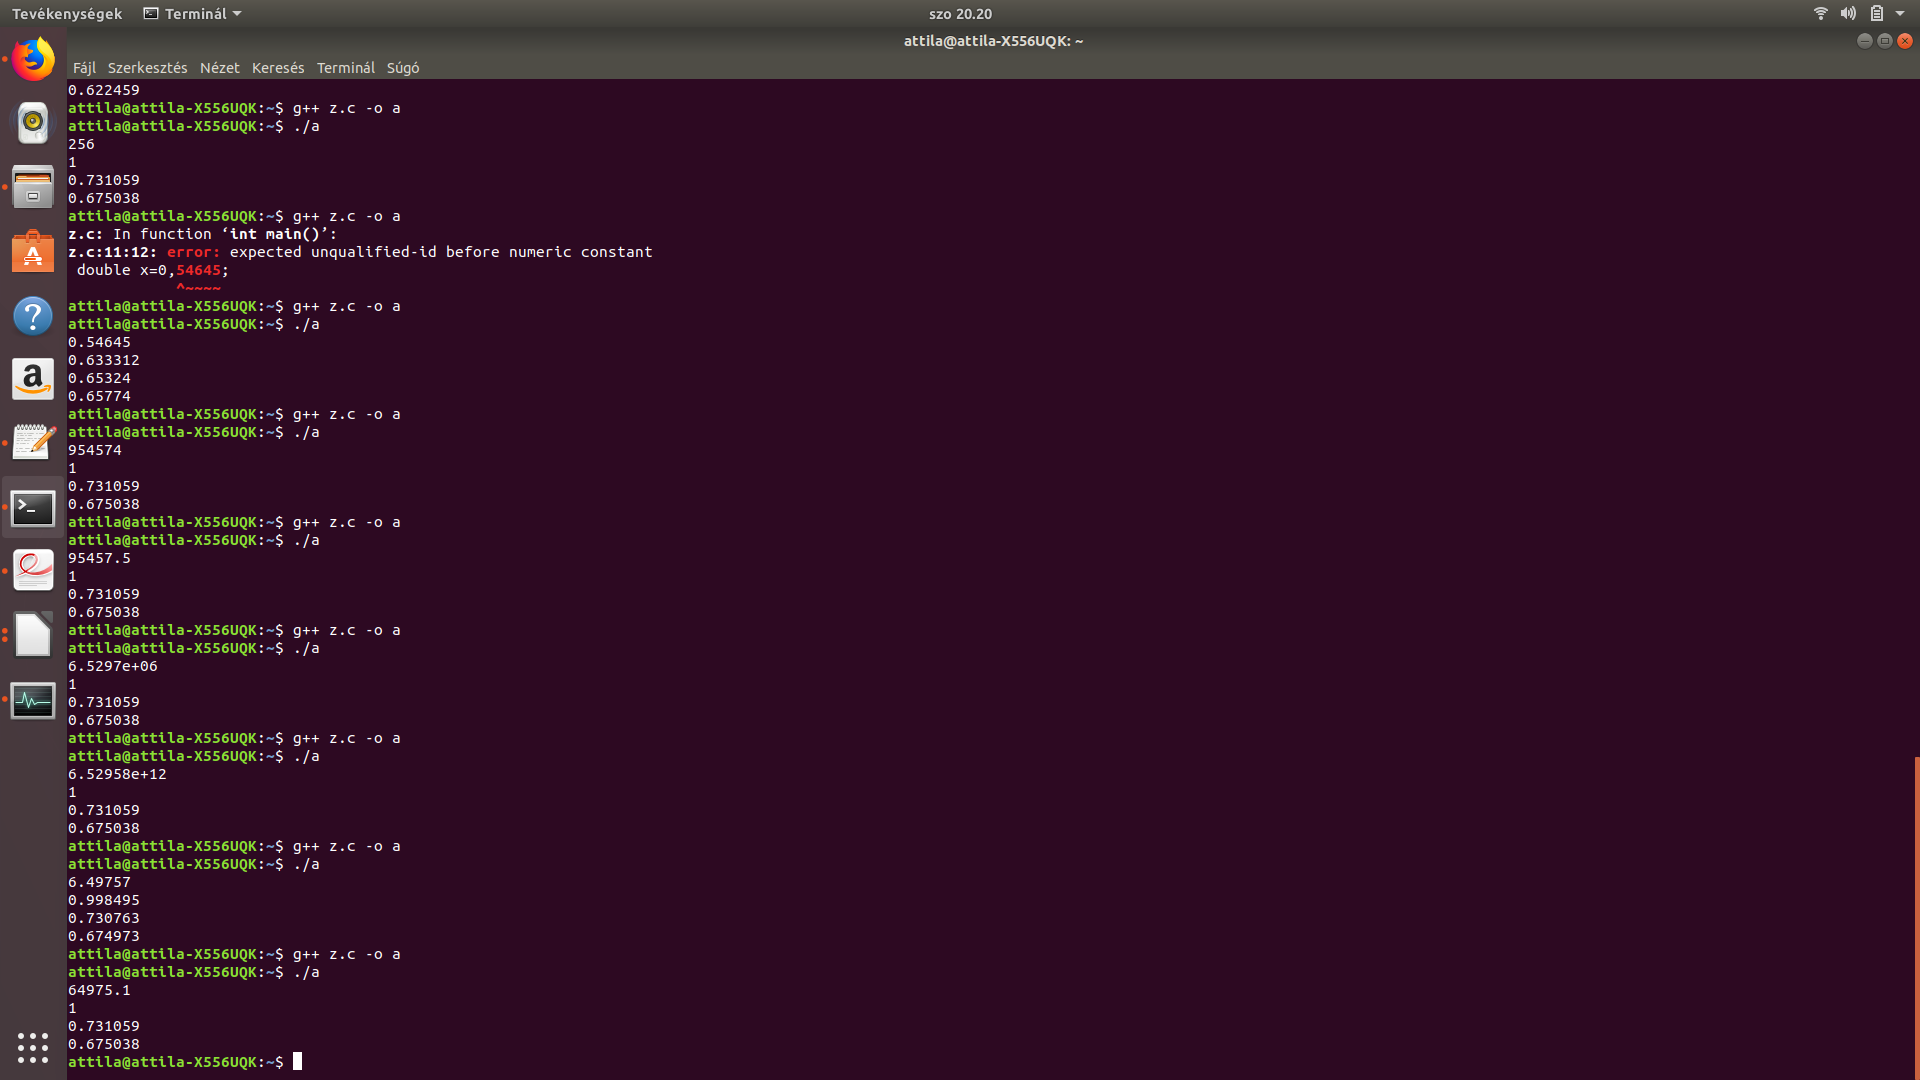 Tevékenységek Terminál szo 20.20
attila@attila-X556UQK: ~
Fájl Szerkesztés Nézet Keresés Terminál Súgó
0.622459
attila@attila-X556UQK:~$ g++ z.c -o a
attila@attila-X556UQK:~$ ./a
256
1
0.731059
0.675038
attila@attila-X556UQK:~$ g++ z.c -o a
z.c: In function ‘int main()’:
z.c:11:12: error: expected unqualified-id before numeric constant
 double x=0,54645;
            ^~~~~
attila@attila-X556UQK:~$ g++ z.c -o a
attila@attila-X556UQK:~$ ./a
0.54645
0.633312
0.65324
0.65774
attila@attila-X556UQK:~$ g++ z.c -o a
attila@attila-X556UQK:~$ ./a
954574
1
0.731059
0.675038
attila@attila-X556UQK:~$ g++ z.c -o a
attila@attila-X556UQK:~$ ./a
95457.5
1
0.731059
0.675038
attila@attila-X556UQK:~$ g++ z.c -o a
attila@attila-X556UQK:~$ ./a
6.5297e+06
1
0.731059
0.675038
attila@attila-X556UQK:~$ g++ z.c -o a
attila@attila-X556UQK:~$ ./a
6.52958e+12
1
0.731059
0.675038
attila@attila-X556UQK:~$ g++ z.c -o a
attila@attila-X556UQK:~$ ./a
6.49757
0.998495
0.730763
0.674973
attila@attila-X556UQK:~$ g++ z.c -o a
attila@attila-X556UQK:~$ ./a
64975.1
1
0.731059
0.675038
attila@attila-X556UQK:~$